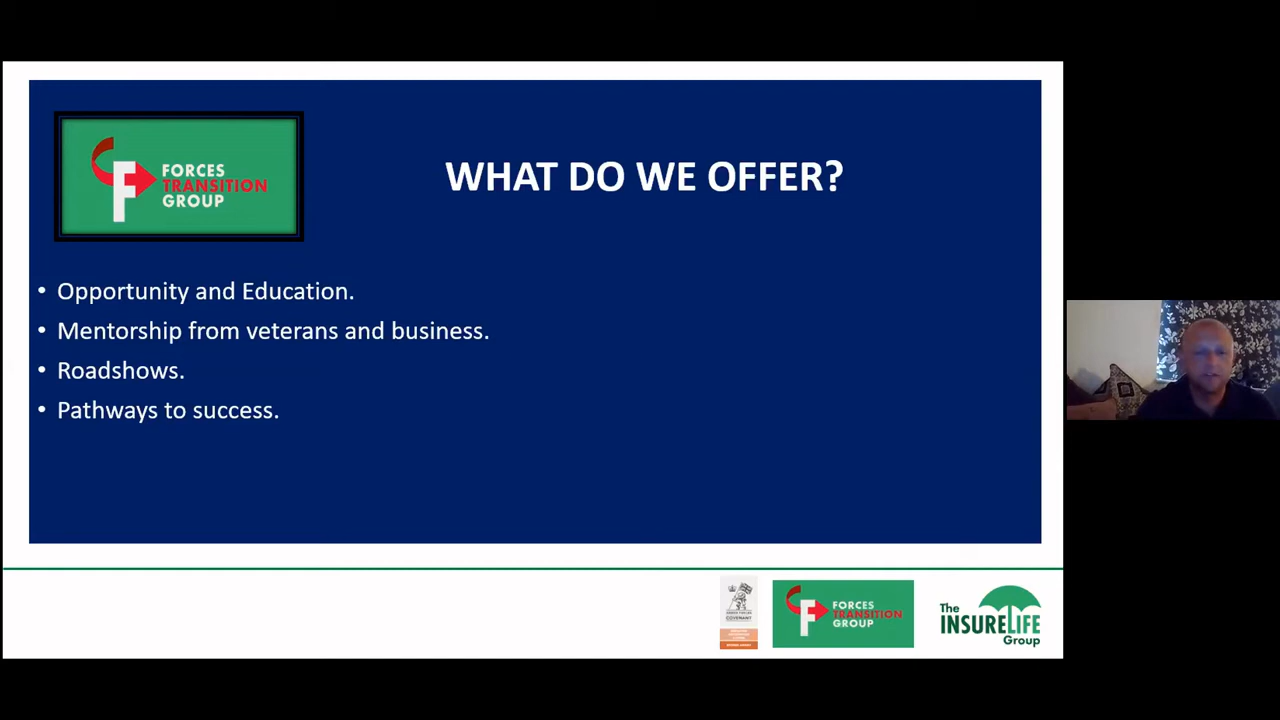 FORCES
TRANSITION
GROUP
WHAT DO WE OFFER?
• Opportunity and Education.
• Mentorship from veterans and business.
• Roadshows.
• Pathways to success.
COVENANT
FORCES
TRANSITION
GROUP
The
INSURELIFE
Group